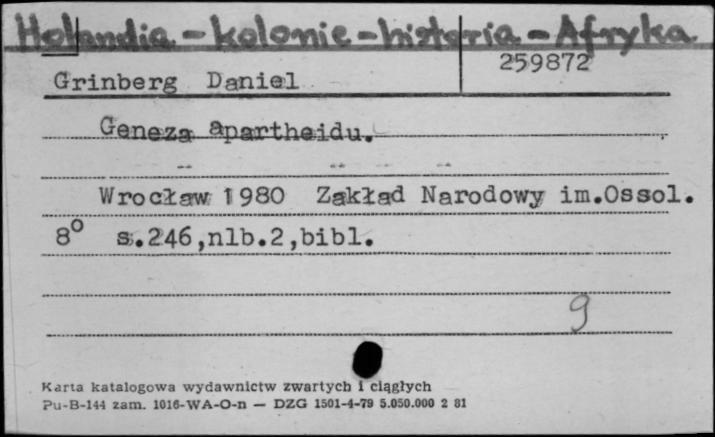 Holandia - kolonie - historia - Afryka
259872
Grinberg Daniel
Geneza apartheidu.
Wrocław 1980 Zakład Narodowy im.Ossol.
8° s.246,nlb.2,bibl.
9
Karta katalogowa wydawnictw zwartych i ciągłych
Pu-B-144 zam. 1016-WA-O-n — DZG 1501-4-79 5.050.000 2 81